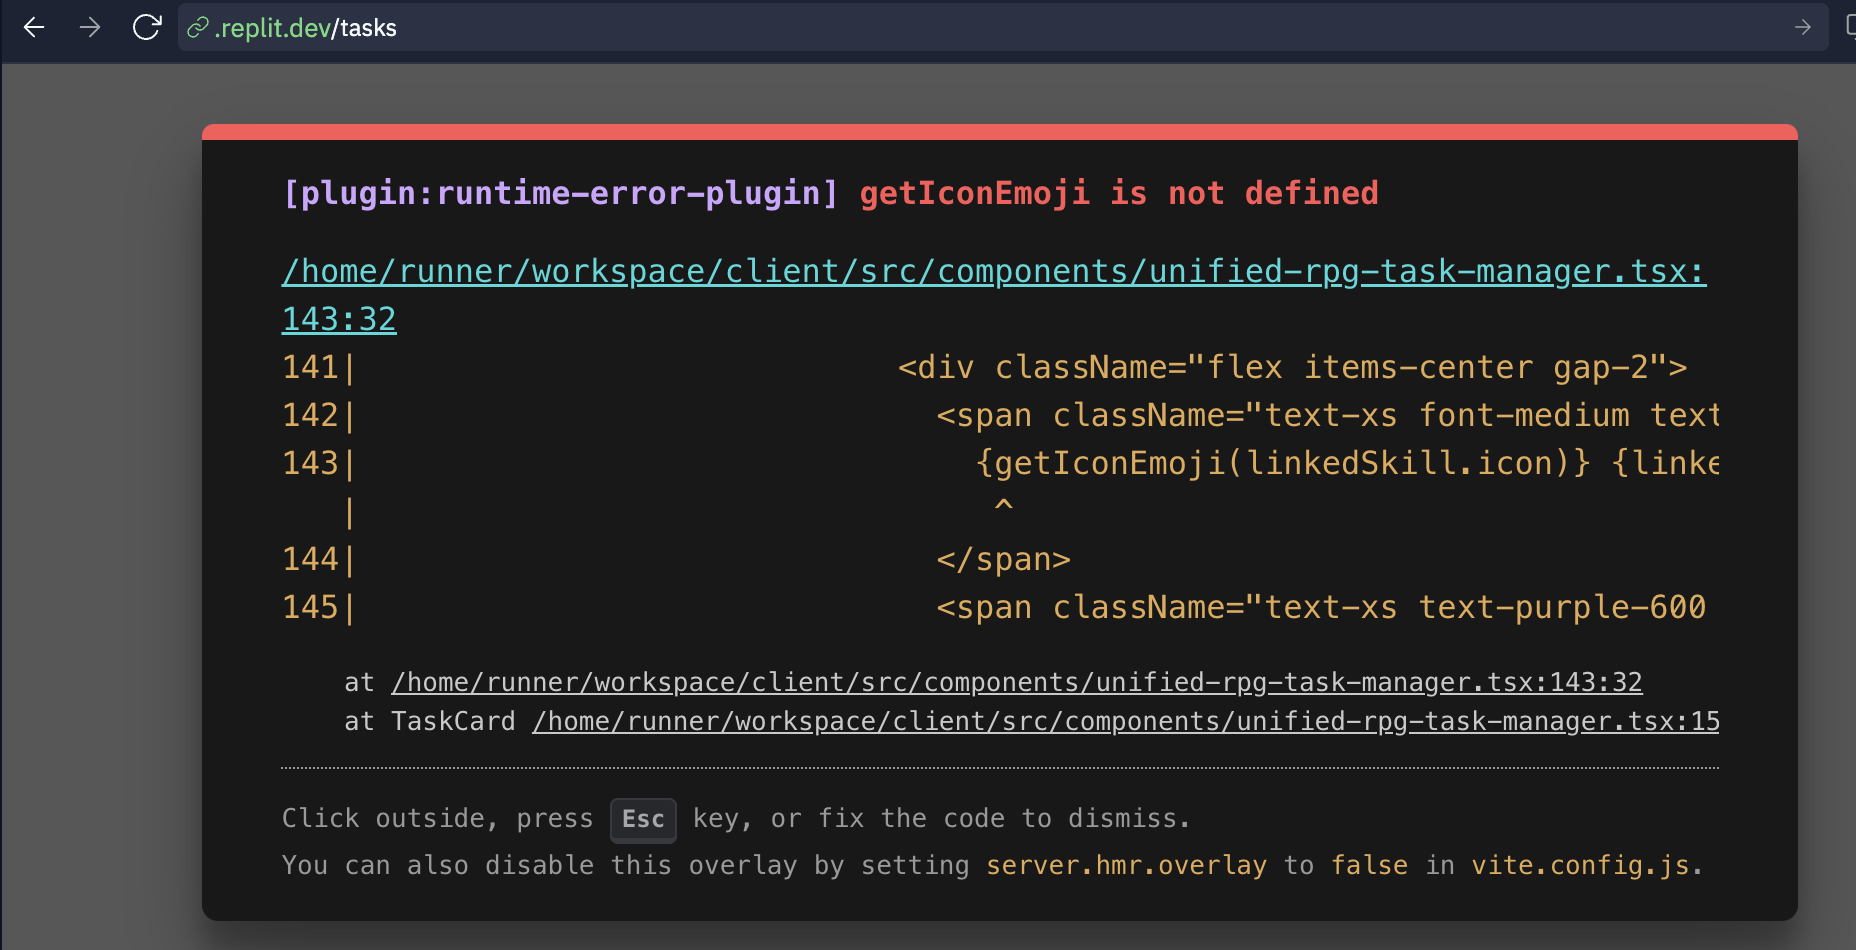 .replit.dev/tasks
[plugin:runtime-error-plugin] getIconEmoji is not defined
/home/runner/workspace/client/src/components/unified-rpg-task-manager.tsx:
143:32
141|                            <div className="flex items-center gap-2">
142|                              <span className="text-xs font-medium text
143|                                {getIconEmoji(linkedSkill.icon)} {linke
   |                                 ^
144|                              </span>
145|                              <span className="text-xs text-purple-600
at /home/runner/workspace/client/src/components/unified-rpg-task-manager.tsx:143:32
at TaskCard /home/runner/workspace/client/src/components/unified-rpg-task-manager.tsx:15
Click outside, press Esc key, or fix the code to dismiss.
You can also disable this overlay by setting server.hmr.overlay to false in vite.config.js.